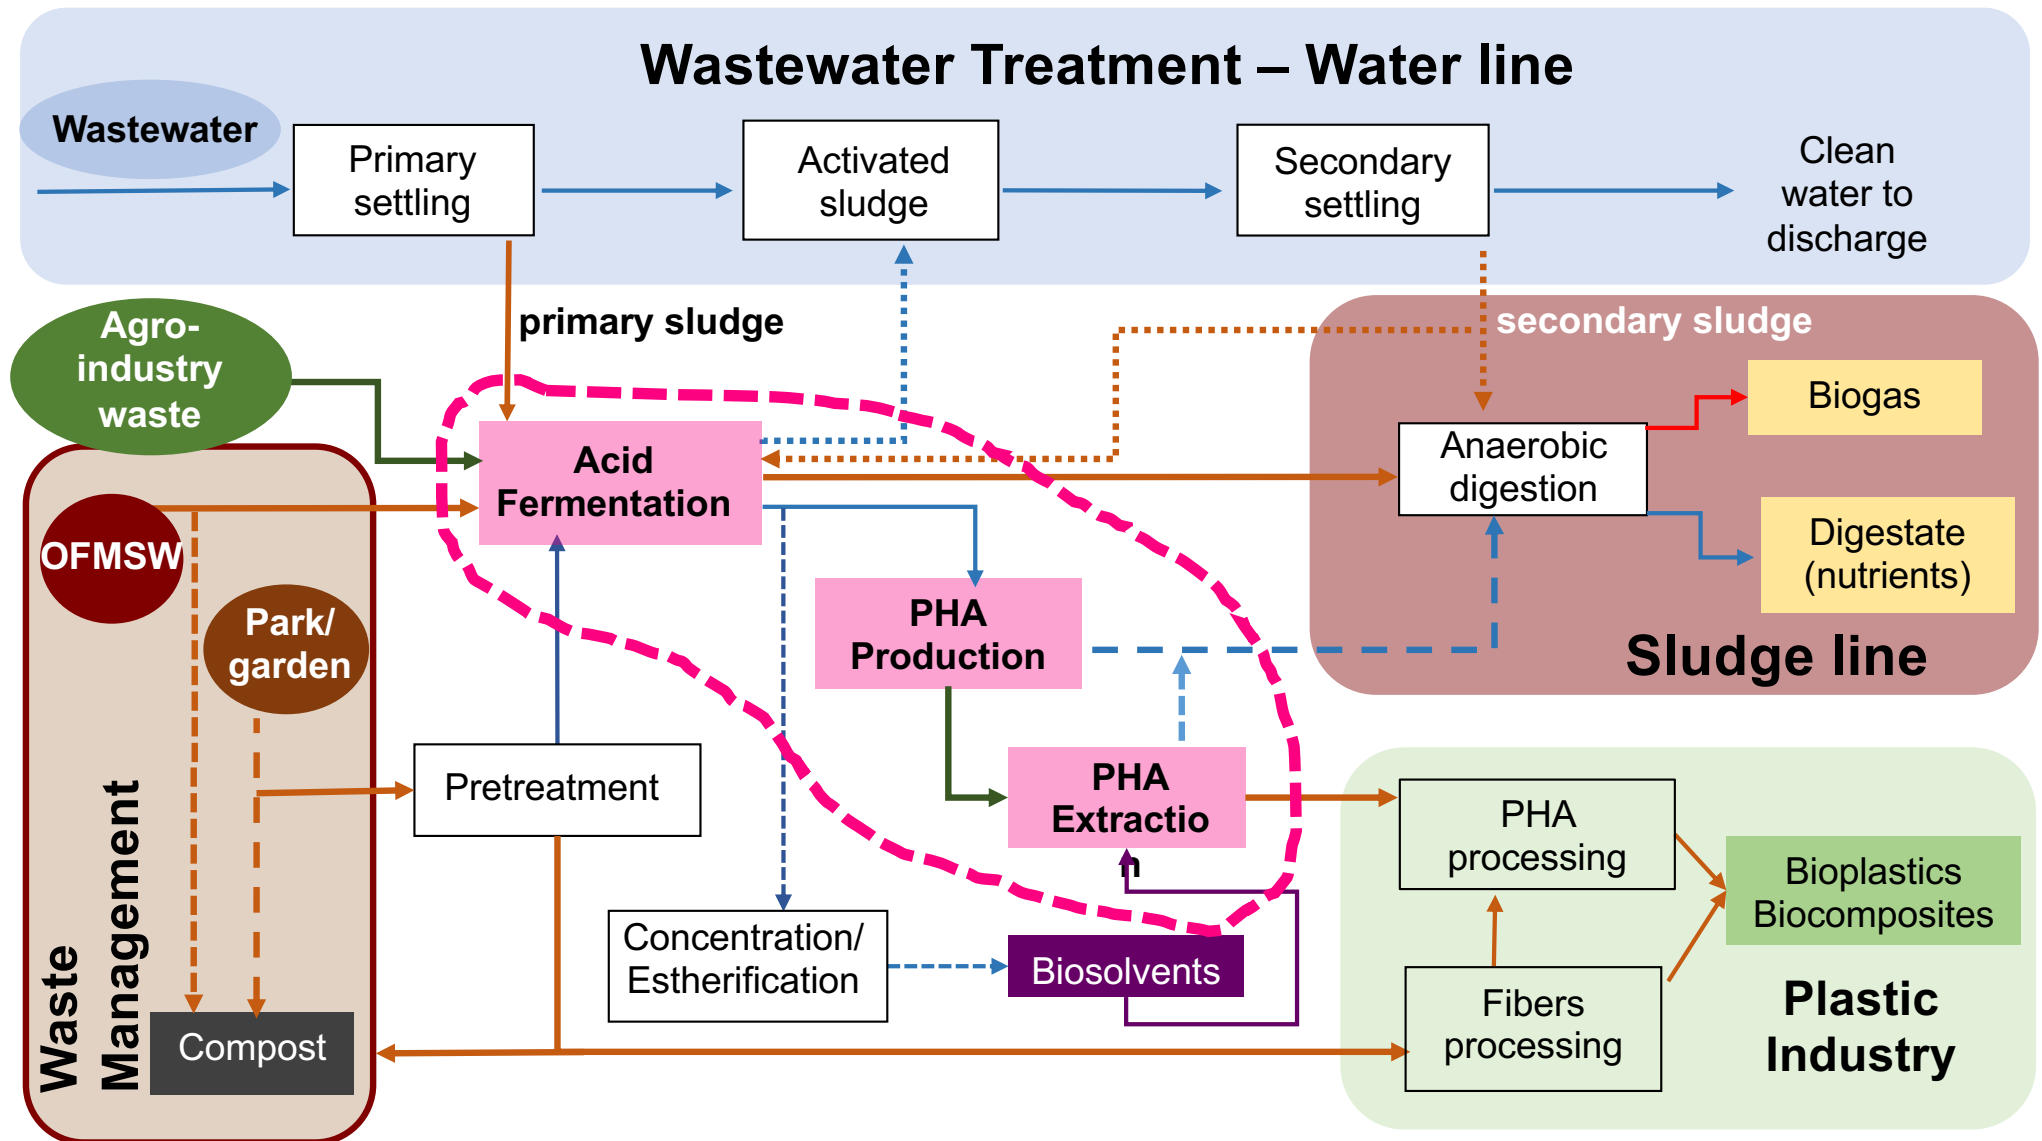 Wastewater Treatment – Water line
Wastewater
Primary
settling
Activated
sludge
Secondary
settling
Clean
water to
discharge
primary sludge
secondary sludge
Agro-
industry
waste
Acid
Fermentation
Anaerobic
digestion
Biogas
Digestate
(nutrients)
Sludge line
OFMSW
Park/
garden
PHA
Production
Pretreatment
PHA
Extractio
n
PHA
processing
Bioplastics
Biocomposites
Concentration/
Estherification
Biosolvents
Fibers
processing
Plastic
Industry
Waste
Management
Compost